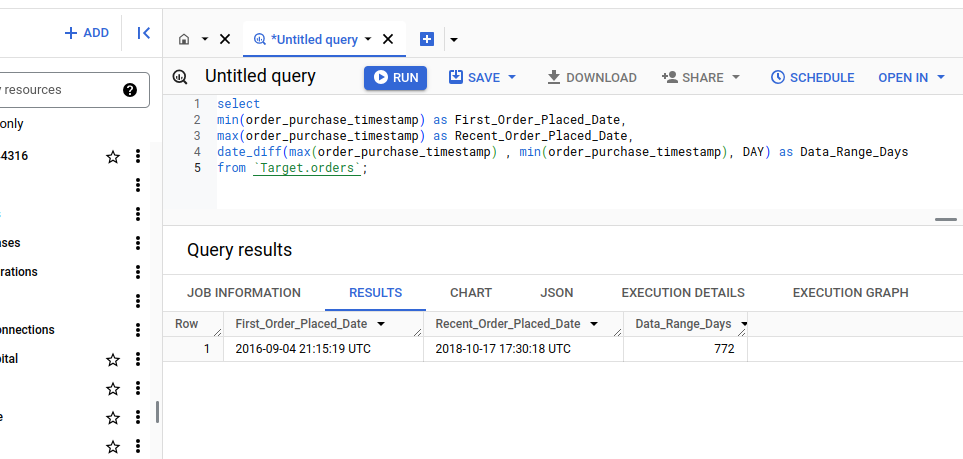 ADD
*Untitled query
resources
?
only
4316
ases
rations
onnections
ital
e
Untitled query
RUN
SAVE
DOWNLOAD
SHARE
SCHEDULE
OPEN IN
1 select
2 min(order_purchase_timestamp) as First_Order_Placed_Date,
3 max(order_purchase_timestamp) as Recent_Order_Placed_Date,
4 date_diff(max(order_purchase_timestamp) , min(order_purchase_timestamp), DAY) as Data_Range_Days
5 from `Target.orders`;
Query results
JOB INFORMATION RESULTS CHART JSON EXECUTION DETAILS EXECUTION GRAPH
Row First_Order_Placed_Date Recent_Order_Placed_Date Data_Range_Days
1 2016-09-04 21:15:19 UTC 2018-10-17 17:30:18 UTC 772